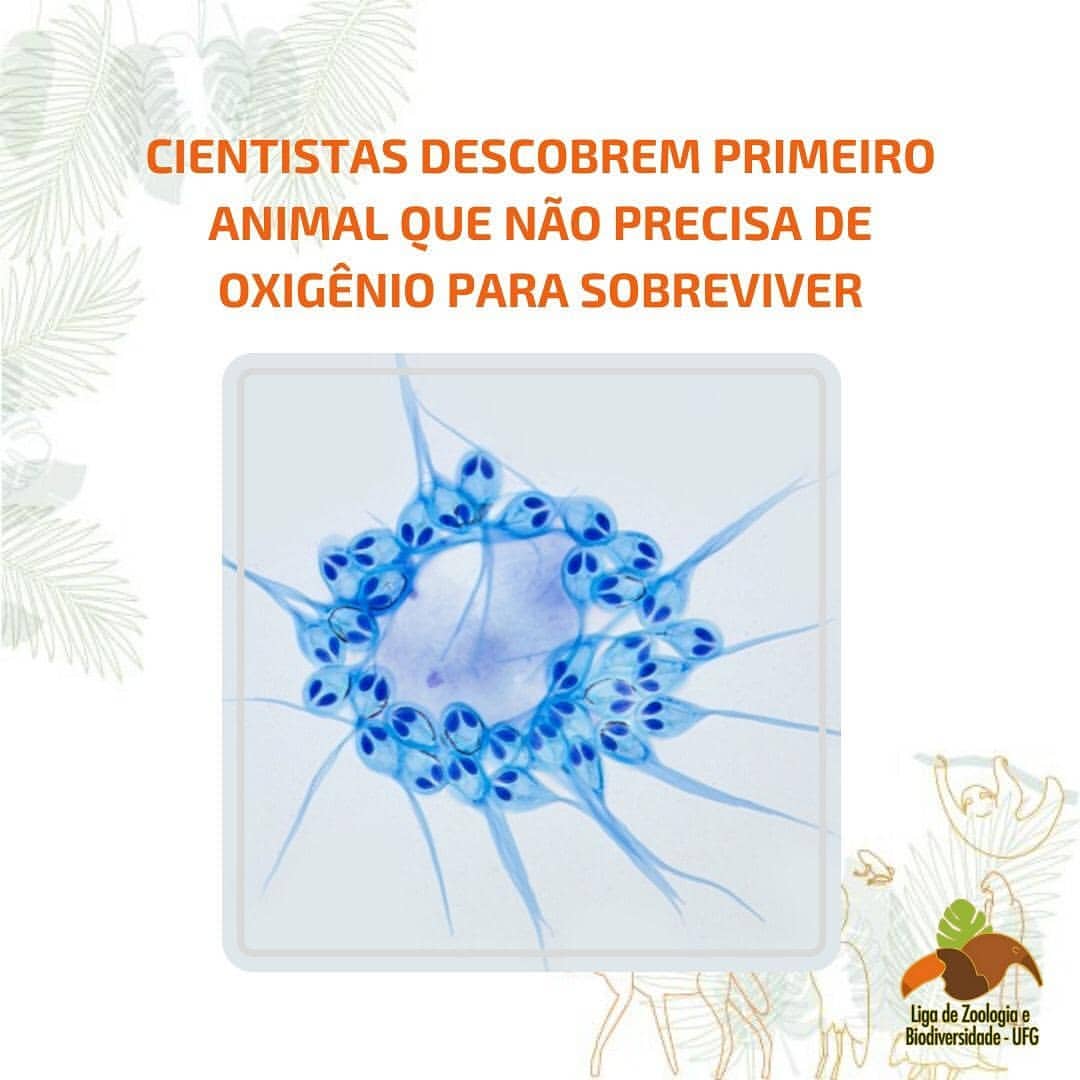 CIENTISTAS DESCOBREM PRIMEIRO
ANIMAL QUE NÃO PRECISA DE
OXIGÊNIO PARA SOBREVIVER
Liga de Zoologia e
Biodiversidade - UFG